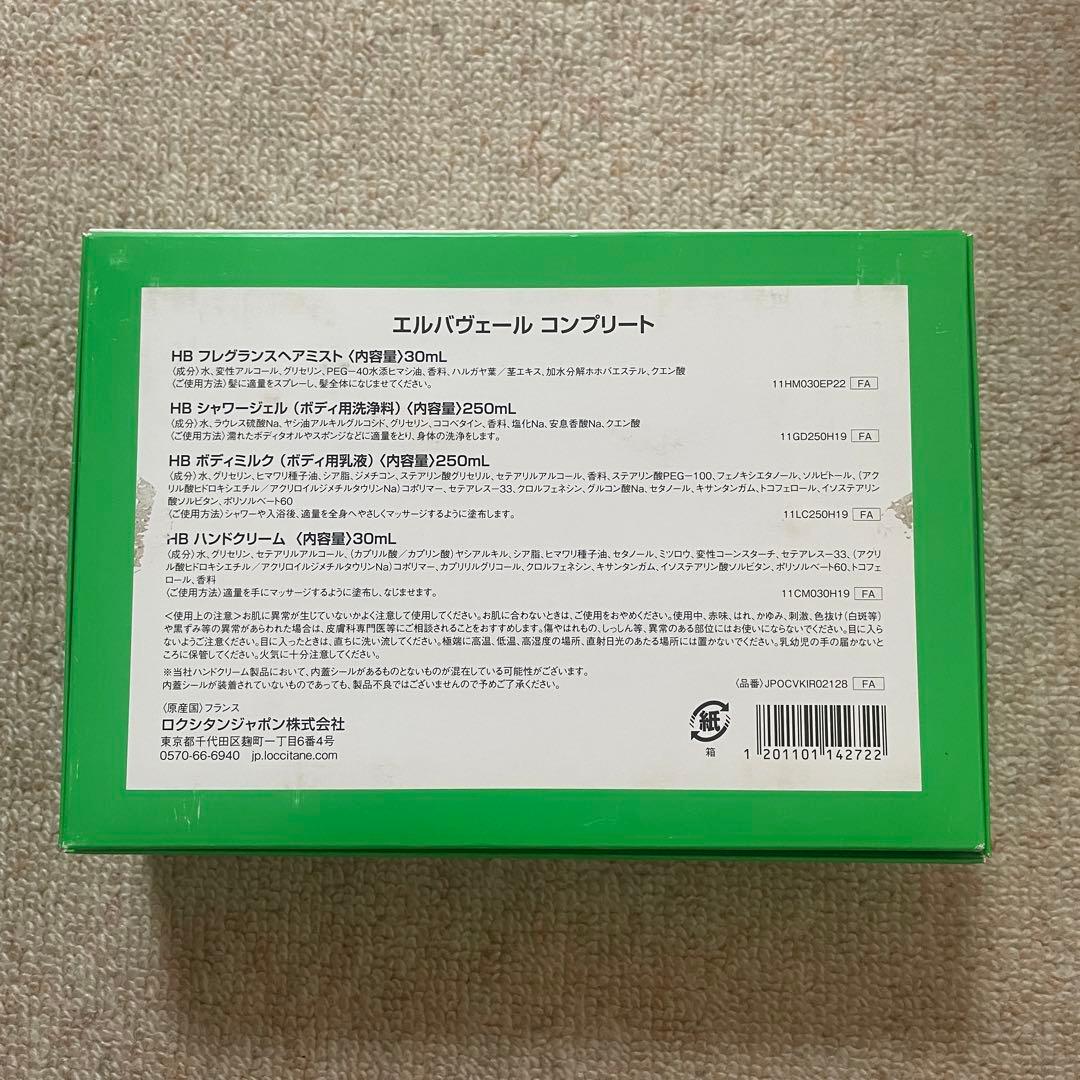 エルバヴェール コンプリート
HB フレグランスヘアミスト 〈内容量〉30mL
〈成分〉水、変性アルコール、グリセリン、PEG－40水添ヒマシ油、香料、ハルガヤ葉／茎エキス、加水分解ホホバエステル、クエン酸
〈ご使用方法〉髪に適量をスプレーし、髪全体になじませてください。 11HM030EP22 FA
HB シャワージェル （ボディ用洗浄料） 〈内容量〉250mL
〈成分〉水、ラウレス硫酸Na、ヤシ油アルキルグルコシド、グリセリン、ココベタイン、香料、塩化Na、安息香酸Na、クエン酸
〈ご使用方法〉濡れたボディタオルやスポンジなどに適量をとり、身体の洗浄をします。 11GD250H19 FA
HB ボディミルク （ボディ用乳液） 〈内容量〉250mL
〈成分〉水、グリセリン、ヒマワリ種子油、シア脂、ジメチコン、ステアリン酸グリセリル、セテアリルアルコール、香料、ステアリン酸PEG－100、フェノキシエタノール、ソルビトール、（アク
リル酸ヒドロキシエチル／アクリロイルジメチルタウリンNa）コポリマー、セテアレス－33、クロルフェネシン、グルコン酸Na、セタノール、キサンタンガム、トコフェロール、イソステアリン
酸ソルビタン、ポリソルベート60
〈ご使用方法〉シャワーや入浴後、適量を全身へやさしくマッサージするように塗布します。 11LC250H19 FA
HB ハンドクリーム 〈内容量〉30mL
〈成分〉水、グリセリン、セテアリルアルコール、（カプリル酸／カプリン酸）ヤシアルキル、シア脂、ヒマワリ種子油、セタノール、ミツロウ、変性コーンスターチ、セテアレス－33、（アクリ
リル酸ヒドロキシエチル／アクリロイルジメチルタウリンNa）コポリマー、カプリリルグリコール、クロルフェネシン、キサンタンガム、イソステアリン酸ソルビタン、ポリソルベート60、トコフ
ェロール、香料
〈ご使用方法〉適量を手にマッサージするように塗布し、なじませます。 11CM030H19 FA
＜使用上の注意＞お肌に異常が生じていないかよく注意して使用してください。お肌に合わないときは、ご使用をおやめください。使用中、赤味、はれ、かゆみ、刺激、色抜け（白斑等）
や黒ずみ等の異常があらわれた場合は、皮膚科専門医等にご相談されることをおすすめします。傷やはれもの、しっしん等、異常のある部位にはお使いにならないでください。目に入ら
ないようご注意ください。目に入ったときは、直ちに洗い流してください。極端に高温、低温、高湿度の場所、直射日光のあたる場所には置かないでください。乳幼児の手の届かないと
ころに保管してください。火気に十分注意してください。
※当社ハンドクリーム製品において、内蓋シールがあるものとないものが混在している可能性がございます。
内蓋シールが装着されていないものであっても、製品不良ではございませんので予めご了承ください。
〈品番〉JPOCVKIR02128 FA
〈原産国〉フランス
ロクシタンジャポン株式会社
東京都千代田区麹町一丁目6番4号
0570-66-6940 jp.loccitane.com
紙
箱
1 201101 142722